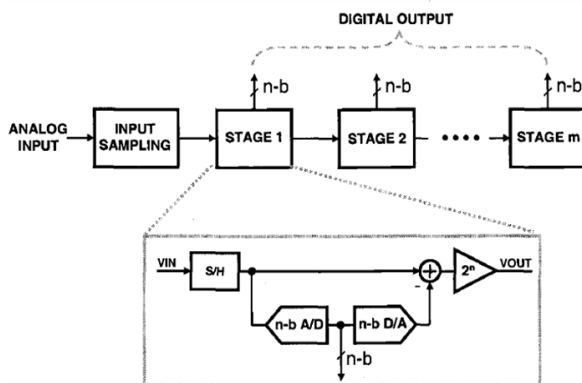 DIGITAL OUTPUT
n-b
n-b
n-b
ANALOG
INPUT
INPUT
SAMPLING
STAGE 1
STAGE 2
STAGE m
VIN
S/H
+
-
2ⁿ
VOUT
n-b A/D
n-b D/A
n-b